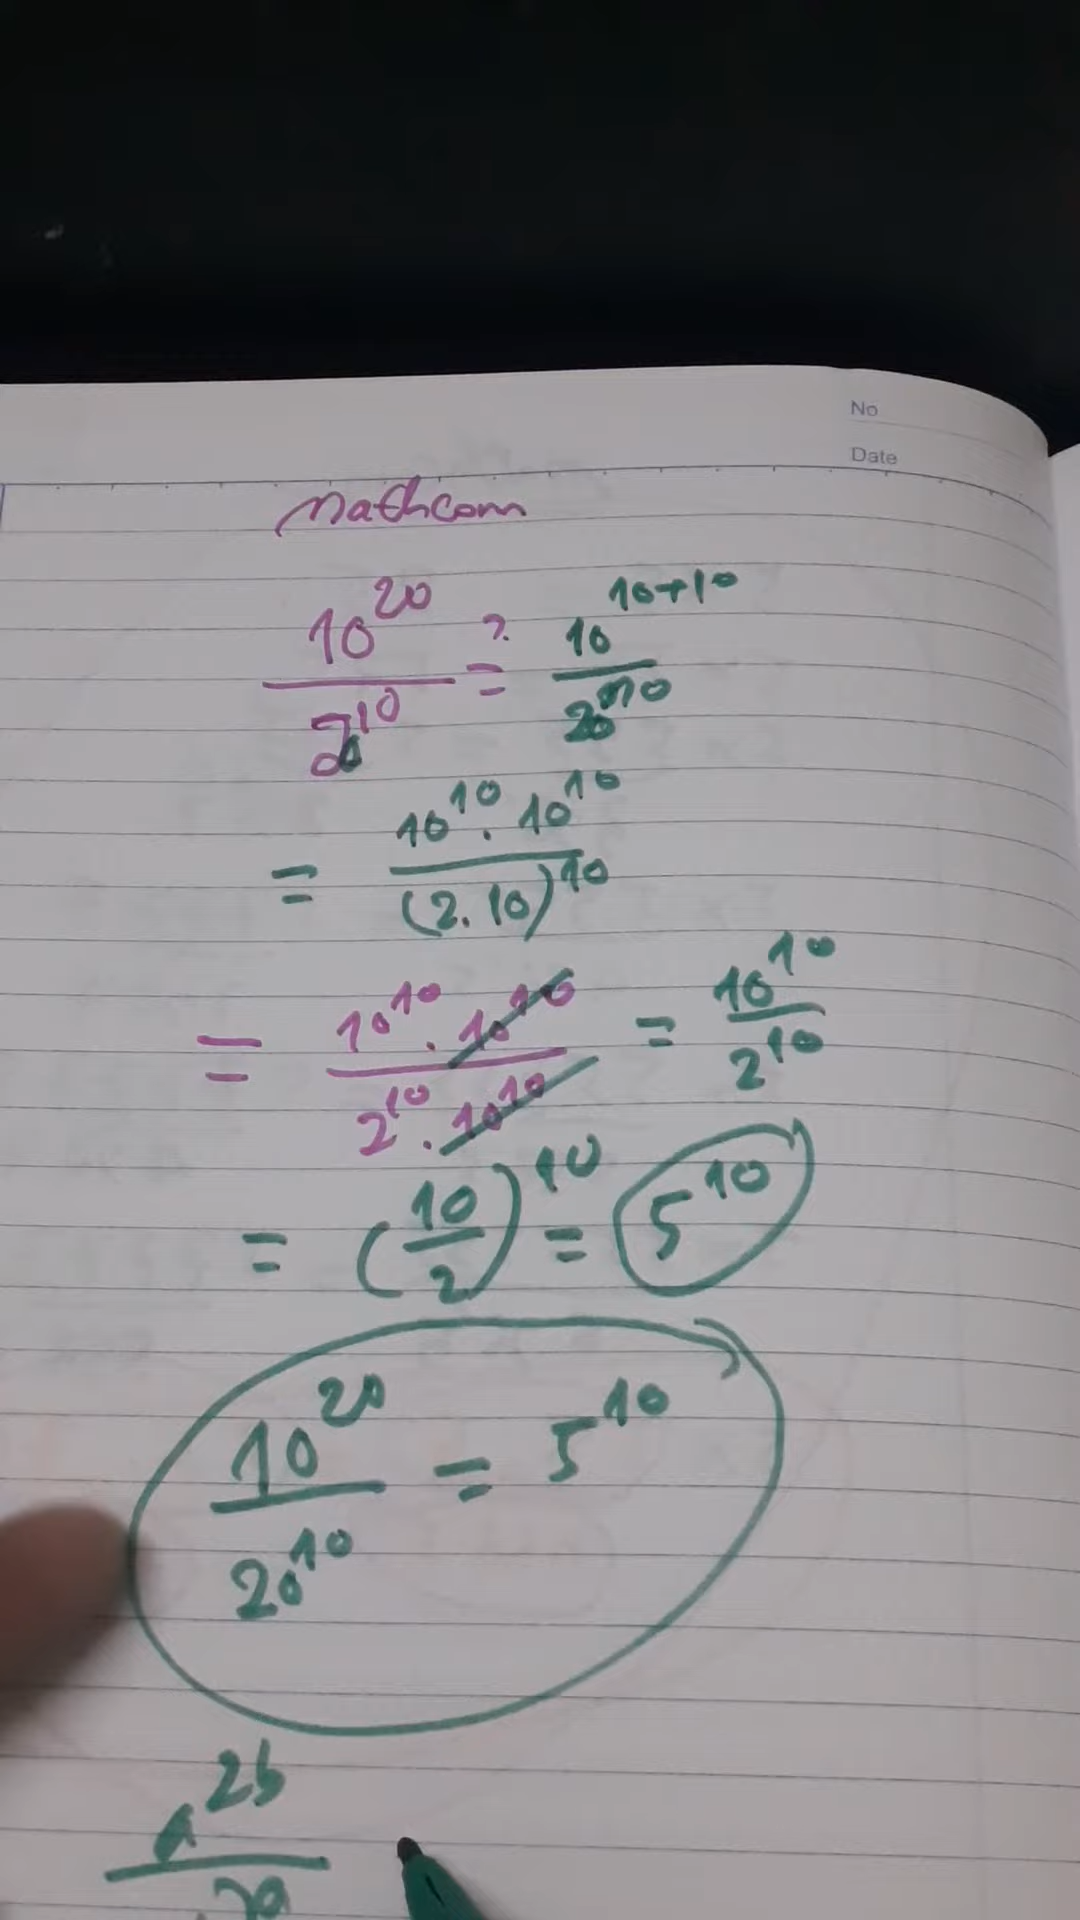 No
Date
mathcom
10^20 / 20^10 =? 10^(10+10) / 20^10
= 10^10 . 10^10 / (2.10)^10
= 10^10 . 10^10 / 2^10 . 10^10 = 10^10 / 2^10
= (10/2)^10 = 5^10
10^20 / 20^10 = 5^10
a^2b